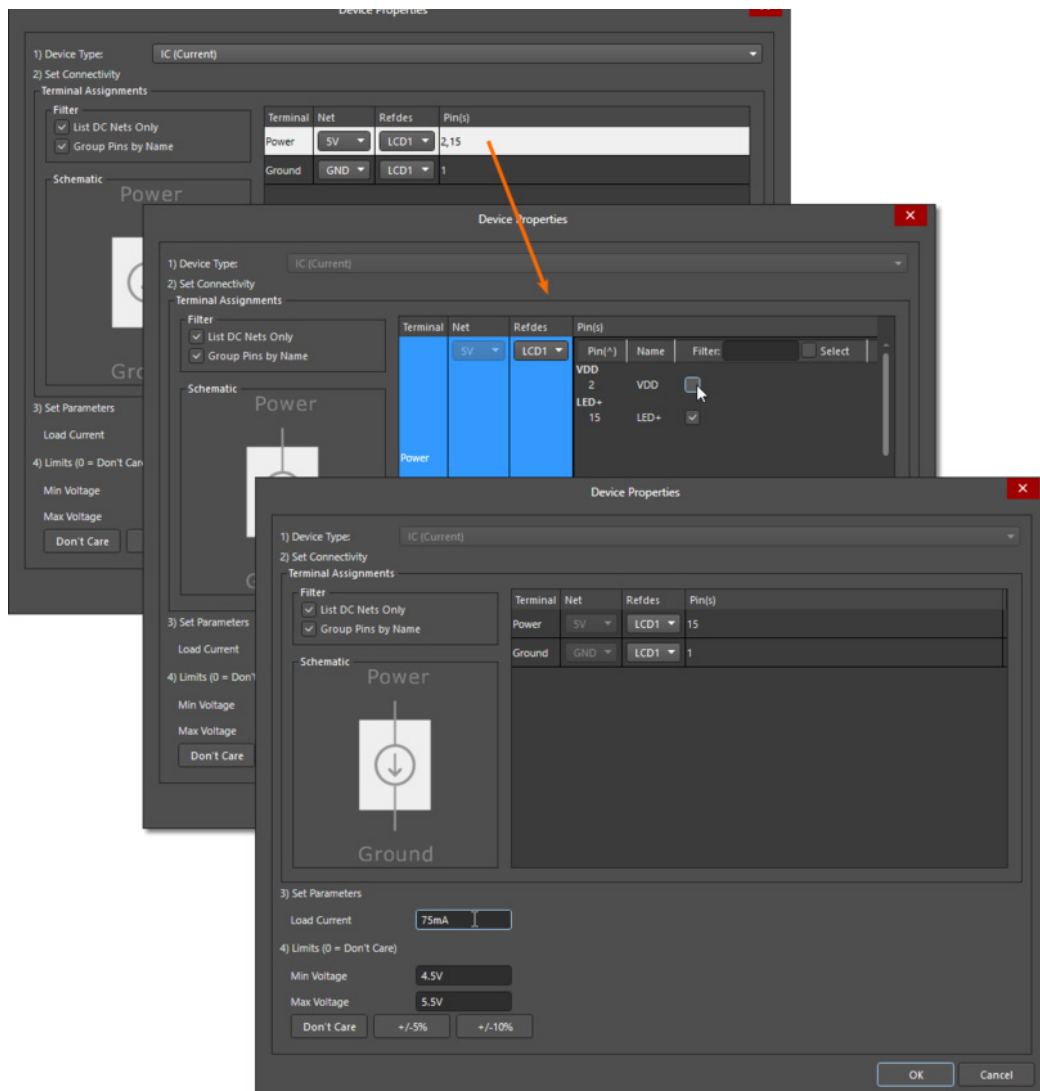 Device Properties
1) Device Type: IC (Current)
2) Set Connectivity
Terminal Assignments
Filter
List DC Nets Only
Group Pins by Name
Terminal Net Refdes Pin(s)
Power 5V LCD1 2,15
Ground GND LCD1 1
Schematic
Power
3) Set Parameters
Load Current
4) Limits (0 = Don't
Min Voltage
Max Voltage
Don't Care
Device Properties
1) Device Type: IC (Current)
2) Set Connectivity
Terminal Assignments
Filter
List DC Nets Only
Group Pins by Name
Terminal Net Refdes Pin(s)
5V LCD1 Pin(^) Name Filter: Select
VDD
2 VDD
LED+
15 LED+
Power
Schematic
Power
3) Set Parameters
Load Current
4) Limits (0 =
Min Voltage
Max Voltage
Don't Care
Device Properties
1) Device Type: IC (Current)
2) Set Connectivity
Terminal Assignments
Filter
List DC Nets Only
Group Pins by Name
Terminal Net Refdes Pin(s)
Power 5V LCD1 15
Ground GND LCD1 1
Schematic
Power
Ground
3) Set Parameters
Load Current 75mA
4) Limits (0 = Don't Care)
Min Voltage 4.5V
Max Voltage 5.5V
Don't Care +/-5% +/-10%
OK Cancel